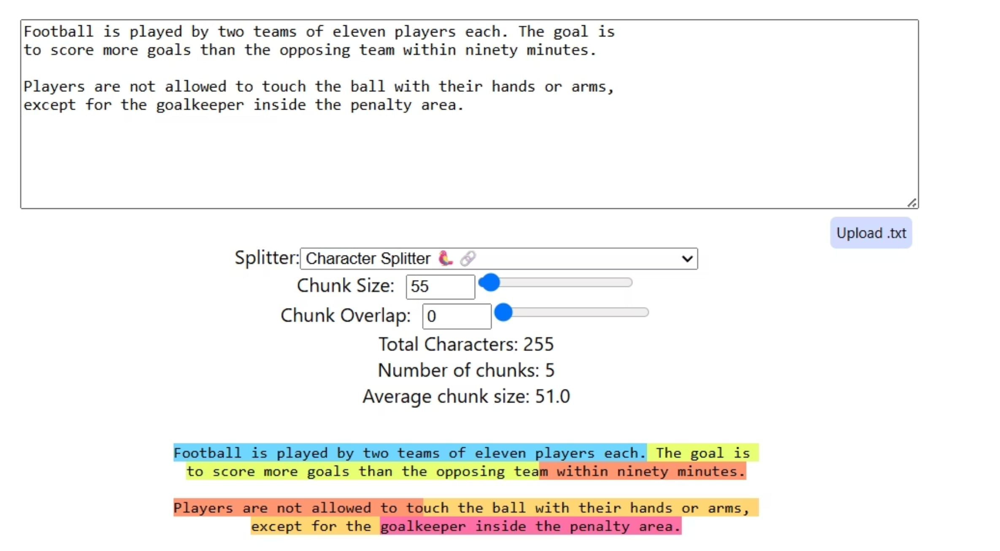 Football is played by two teams of eleven players each. The goal is
to score more goals than the opposing team within ninety minutes.
Players are not allowed to touch the ball with their hands or arms,
except for the goalkeeper inside the penalty area.
Upload .txt
Splitter: Character Splitter 🦜 🔗
Chunk Size: 55
Chunk Overlap: 0
Total Characters: 255
Number of chunks: 5
Average chunk size: 51.0
Football is played by two teams of eleven players each. The goal is
to score more goals than the opposing team within ninety minutes.
Players are not allowed to touch the ball with their hands or arms,
except for the goalkeeper inside the penalty area.